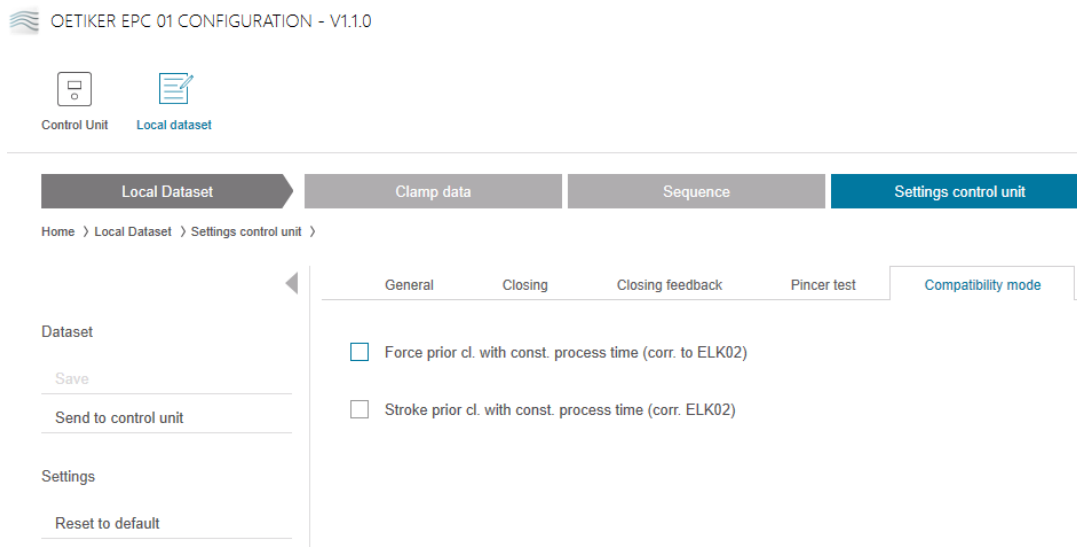 OETIKER EPC 01 CONFIGURATION - V1.1.0
Control Unit Local dataset
Local Dataset Clamp data Sequence Settings control unit
Home > Local Dataset > Settings control unit >
General Closing Closing feedback Pincer test Compatibility mode
Dataset
Save
Send to control unit
Settings
Reset to default
Force prior cl. with const. process time (corr. to ELK02)
Stroke prior cl. with const. process time (corr. ELK02)